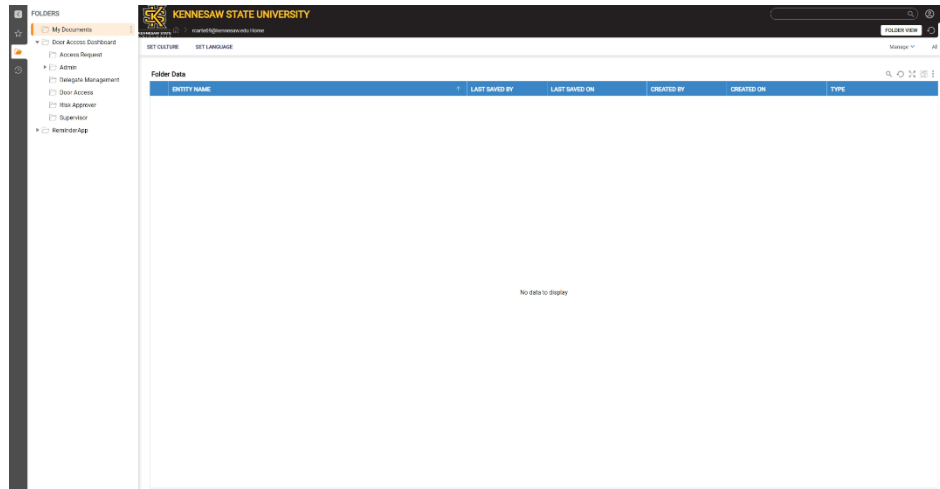 FOLDERS
My Documents
Door Access Dashboard
Access Request
Admin
Delegate Management
Door Access
Risk Approver
Supervisor
ReminderApp
KENNESAW STATE UNIVERSITY
Home
FOLDER VIEW
SET CULTURE SET LANGUAGE
Manage All
Folder Data
ENTITY NAME LAST SAVED BY LAST SAVED ON CREATED BY CREATED ON TYPE
No data to display